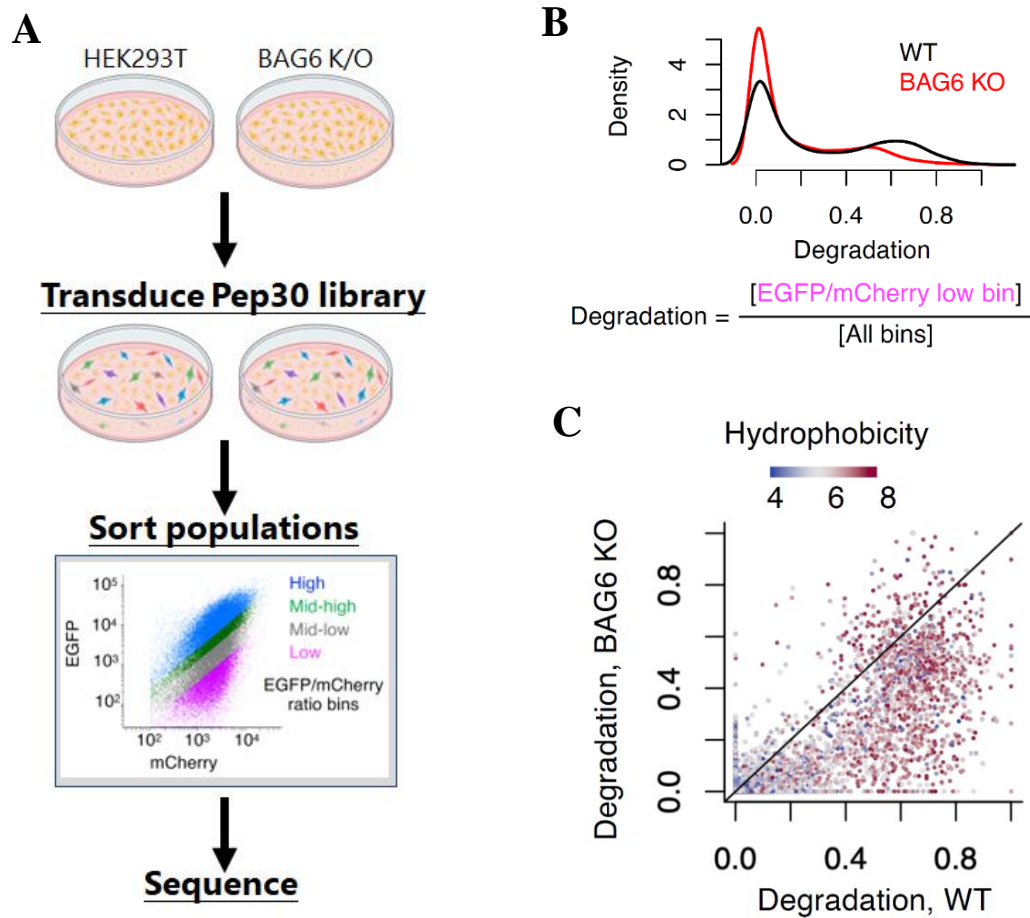 A
HEK293T
BAG6 K/O
Transduce Pep30 library
Sort populations
10⁵
10⁴
10³
10²
EGFP
High
Mid-high
Mid-low
Low
EGFP/mCherry
ratio bins
10² 10³ 10⁴
mCherry
Sequence
B
Density
4
2
0
WT
BAG6 KO
0.0 0.4 0.8
Degradation
Degradation = [EGFP/mCherry low bin]
[All bins]
C
Hydrophobicity
4 6 8
Degradation, BAG6 KO
0.8
0.4
0.0
0.0 0.4 0.8
Degradation, WT